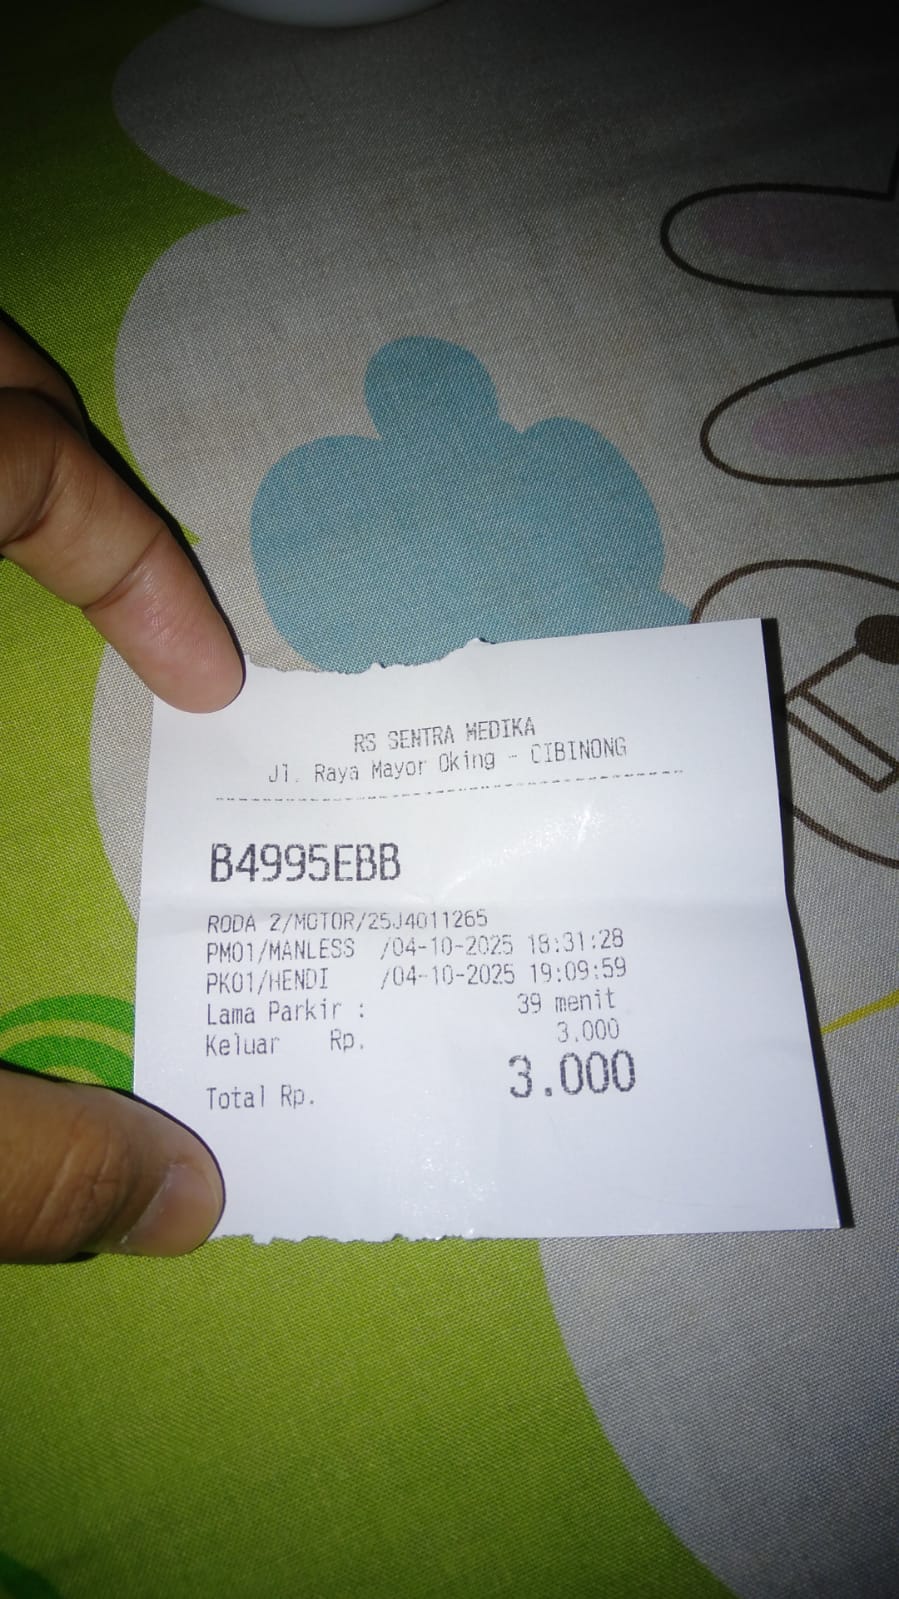 RS SENTRA MEDIKA
Jl. Raya Mayor Oking - CIBINONG
B4995EBB
RODA 2/MOTOR/25J4011265
PM01/MANLESS /04-10-2025 18:31:28
PK01/HENDI /04-10-2025 19:09:59
Lama Parkir : 39 menit
Keluar Rp. 3.000
Total Rp. 3.000